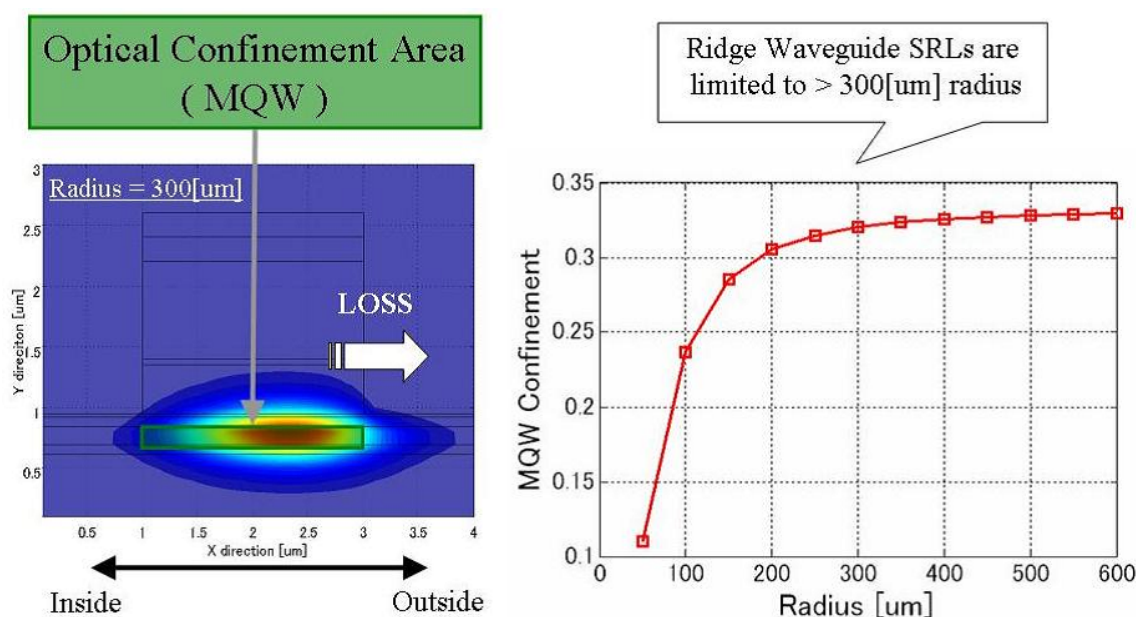 Optical Confinement Area
( MQW )
Ridge Waveguide SRLs are
limited to > 300[um] radius
Radius = 300[um]
LOSS
3
2.5
2
1.5
1
0.5
Y direciton [um]
0.5
1
1.5
2
2.5
3
3.5
4
X direction [um]
Inside
Outside
0.35
0.3
0.25
0.2
0.15
0.1
MQW Confinement
0
100
200
300
400
500
600
Radius [um]